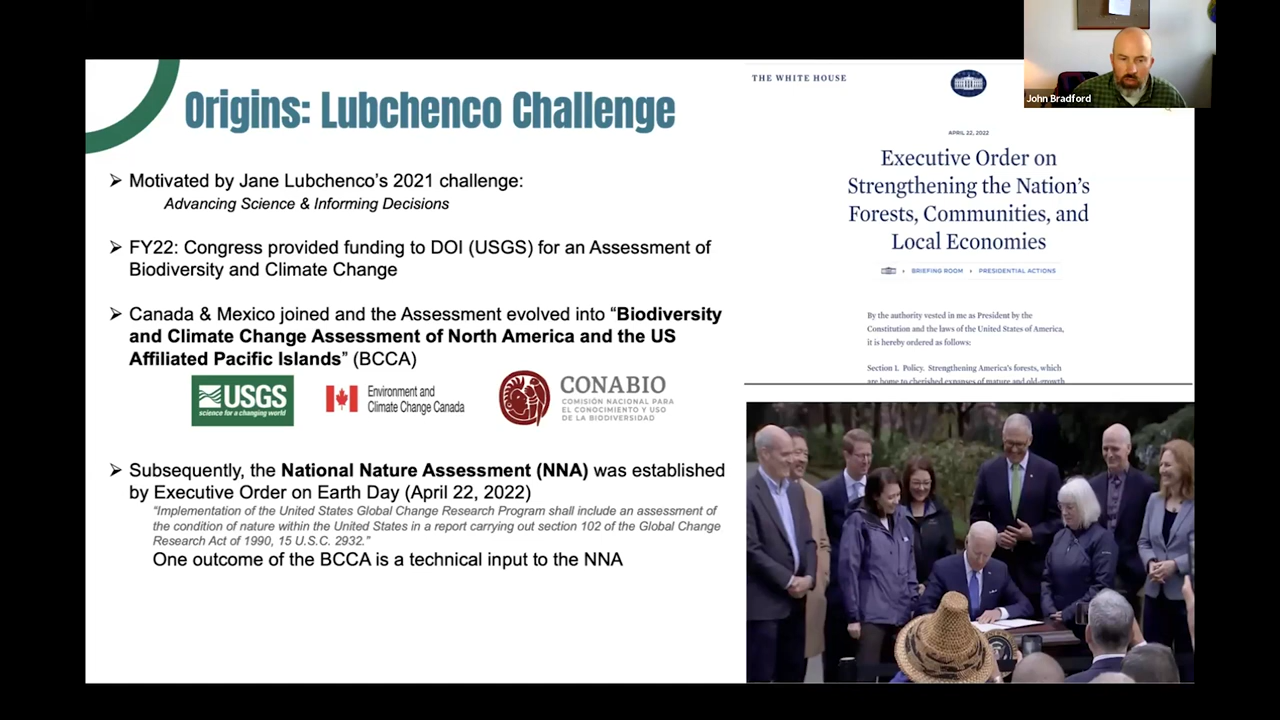 Origins: Lubchenco Challenge
➢ Motivated by Jane Lubchenco's 2021 challenge:
Advancing Science & Informing Decisions
➢ FY22: Congress provided funding to DOI (USGS) for an Assessment of
Biodiversity and Climate Change
➢ Canada & Mexico joined and the Assessment evolved into “Biodiversity
and Climate Change Assessment of North America and the US
Affiliated Pacific Islands” (BCCA)
USGS
science for a changing world
Environment and
Climate Change Canada
CONABIO
COMISIÓN NACIONAL PARA
EL CONOCIMIENTO Y USO
DE LA BIODIVERSIDAD
➢ Subsequently, the National Nature Assessment (NNA) was established
by Executive Order on Earth Day (April 22, 2022)
“Implementation of the United States Global Change Research Program shall include an assessment of
the condition of nature within the United States in a report carrying out section 102 of the Global Change
Research Act of 1990, 15 U.S.C. 2932.”
One outcome of the BCCA is a technical input to the NNA
THE WHITE HOUSE
APRIL 22, 2022
Executive Order on
Strengthening the Nation's
Forests, Communities, and
Local Economies
BRIEFING ROOM
PRESIDENTIAL ACTIONS
By the authority vested in me as President by the
Constitution and the laws of the United States of America,
it is hereby ordered as follows:
Section 1. Policy. Strengthening America's forests, which
are home to cherished expanses of mature and old-growth
John Bradford